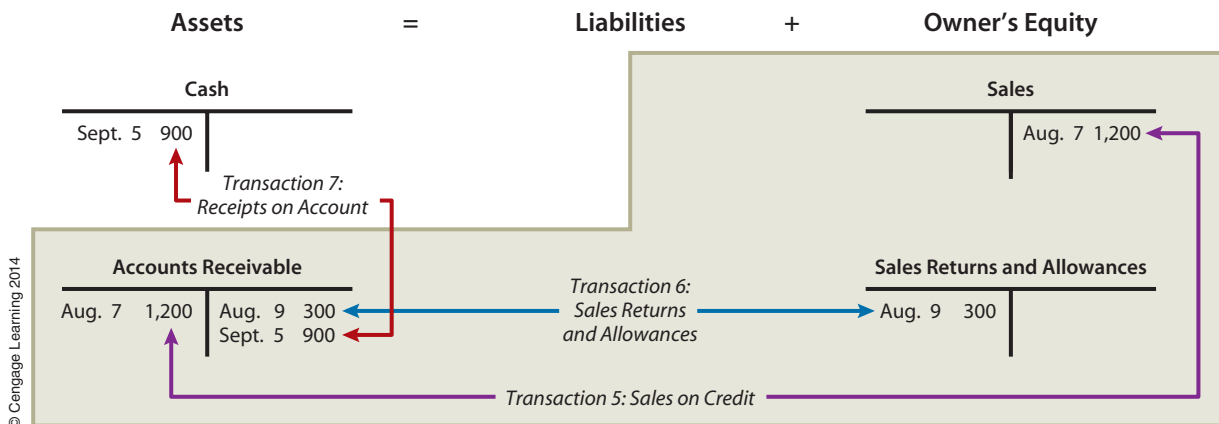 Assets = Liabilities + Owner's Equity
Cash
Sept. 5 900
Sales
Aug. 7 1,200
Transaction 7:
Receipts on Account
Accounts Receivable
Aug. 7 1,200 Aug. 9 300
Sept. 5 900
Transaction 6:
Sales Returns
and Allowances
Sales Returns and Allowances
Aug. 9 300
Transaction 5: Sales on Credit
© Cengage Learning 2014